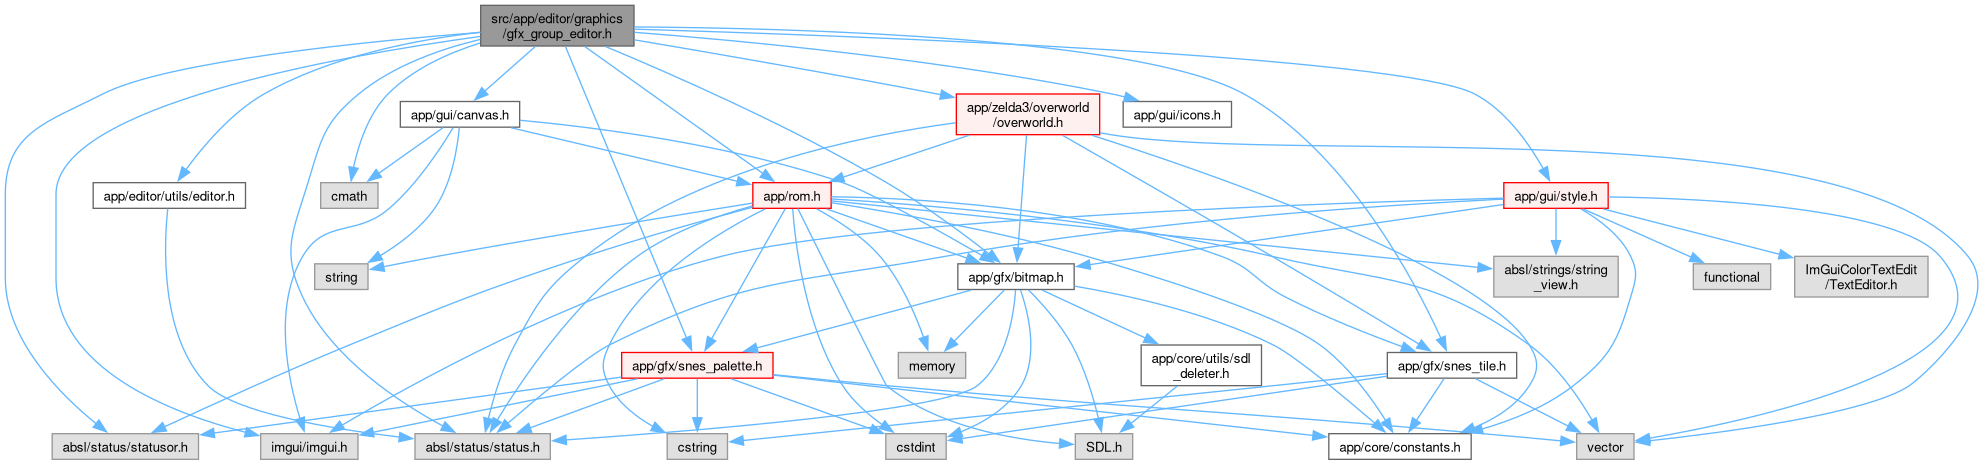 src/app/editor/graphics
/gfx_group_editor.h
app/gui/canvas.h
app/zelda3/overworld
/overworld.h
app/gui/icons.h
app/editor/utils/editor.h
cmath
app/rom.h
app/gui/style.h
string
app/gfx/bitmap.h
absl/strings/string
_view.h
functional
ImGuiColorTextEdit
/TextEditor.h
app/gfx/snes_palette.h
memory
app/core/utils/sdl
_deleter.h
app/gfx/snes_tile.h
absl/status/statusor.h
imgui/imgui.h
absl/status/status.h
cstring
cstdint
SDL.h
app/core/constants.h
vector